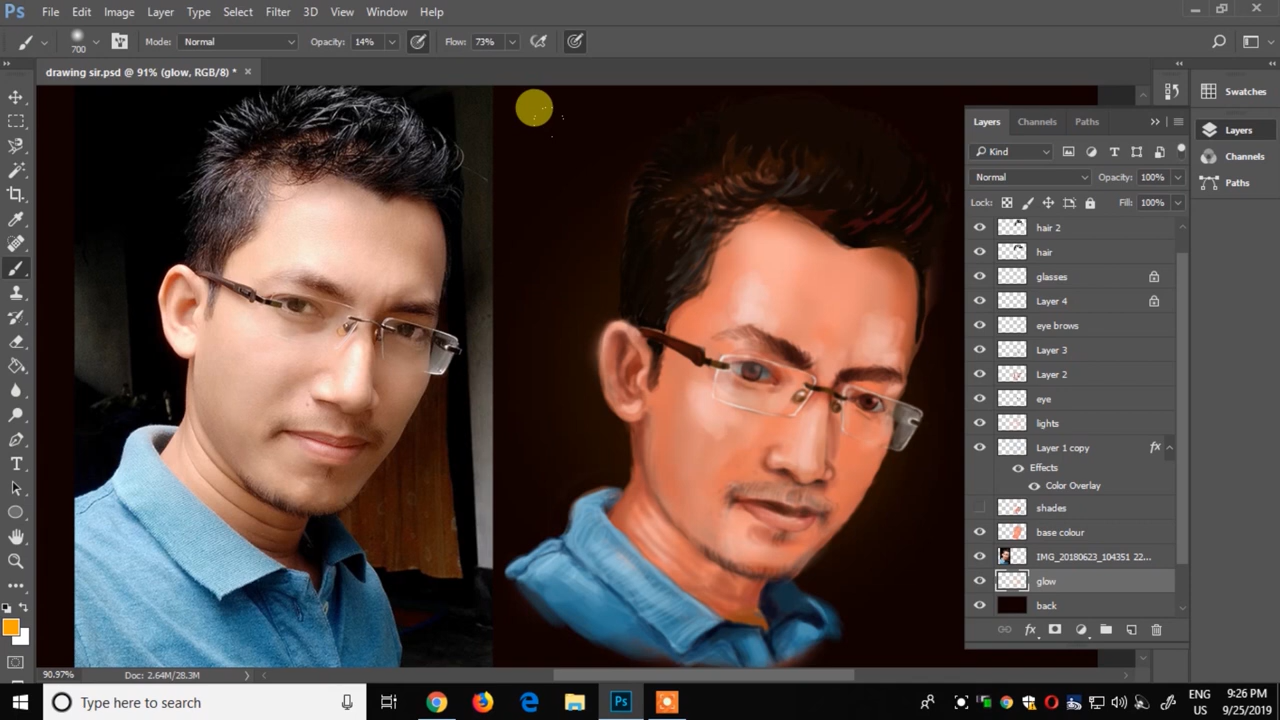 Ps File Edit Image Layer Type Select Filter 3D View Window Help
700 Mode: Normal Opacity: 14% Flow: 73%
drawing sir.psd @ 91% (glow, RGB/8) * ×
Swatches
Layers Channels Paths
Layers
Channels
Paths
Kind
Normal Opacity: 100%
Lock: Fill: 100%
hair 2
hair
glasses
Layer 4
eye brows
Layer 3
Layer 2
eye
lights
Layer 1 copy fx
Effects
Color Overlay
shades
base colour
IMG_20180623_104351 22...
glow
back
fx
90.97% Doc: 2.64M/28.3M
Type here to search
Ps
ENG
US
9:26 PM
9/25/2019